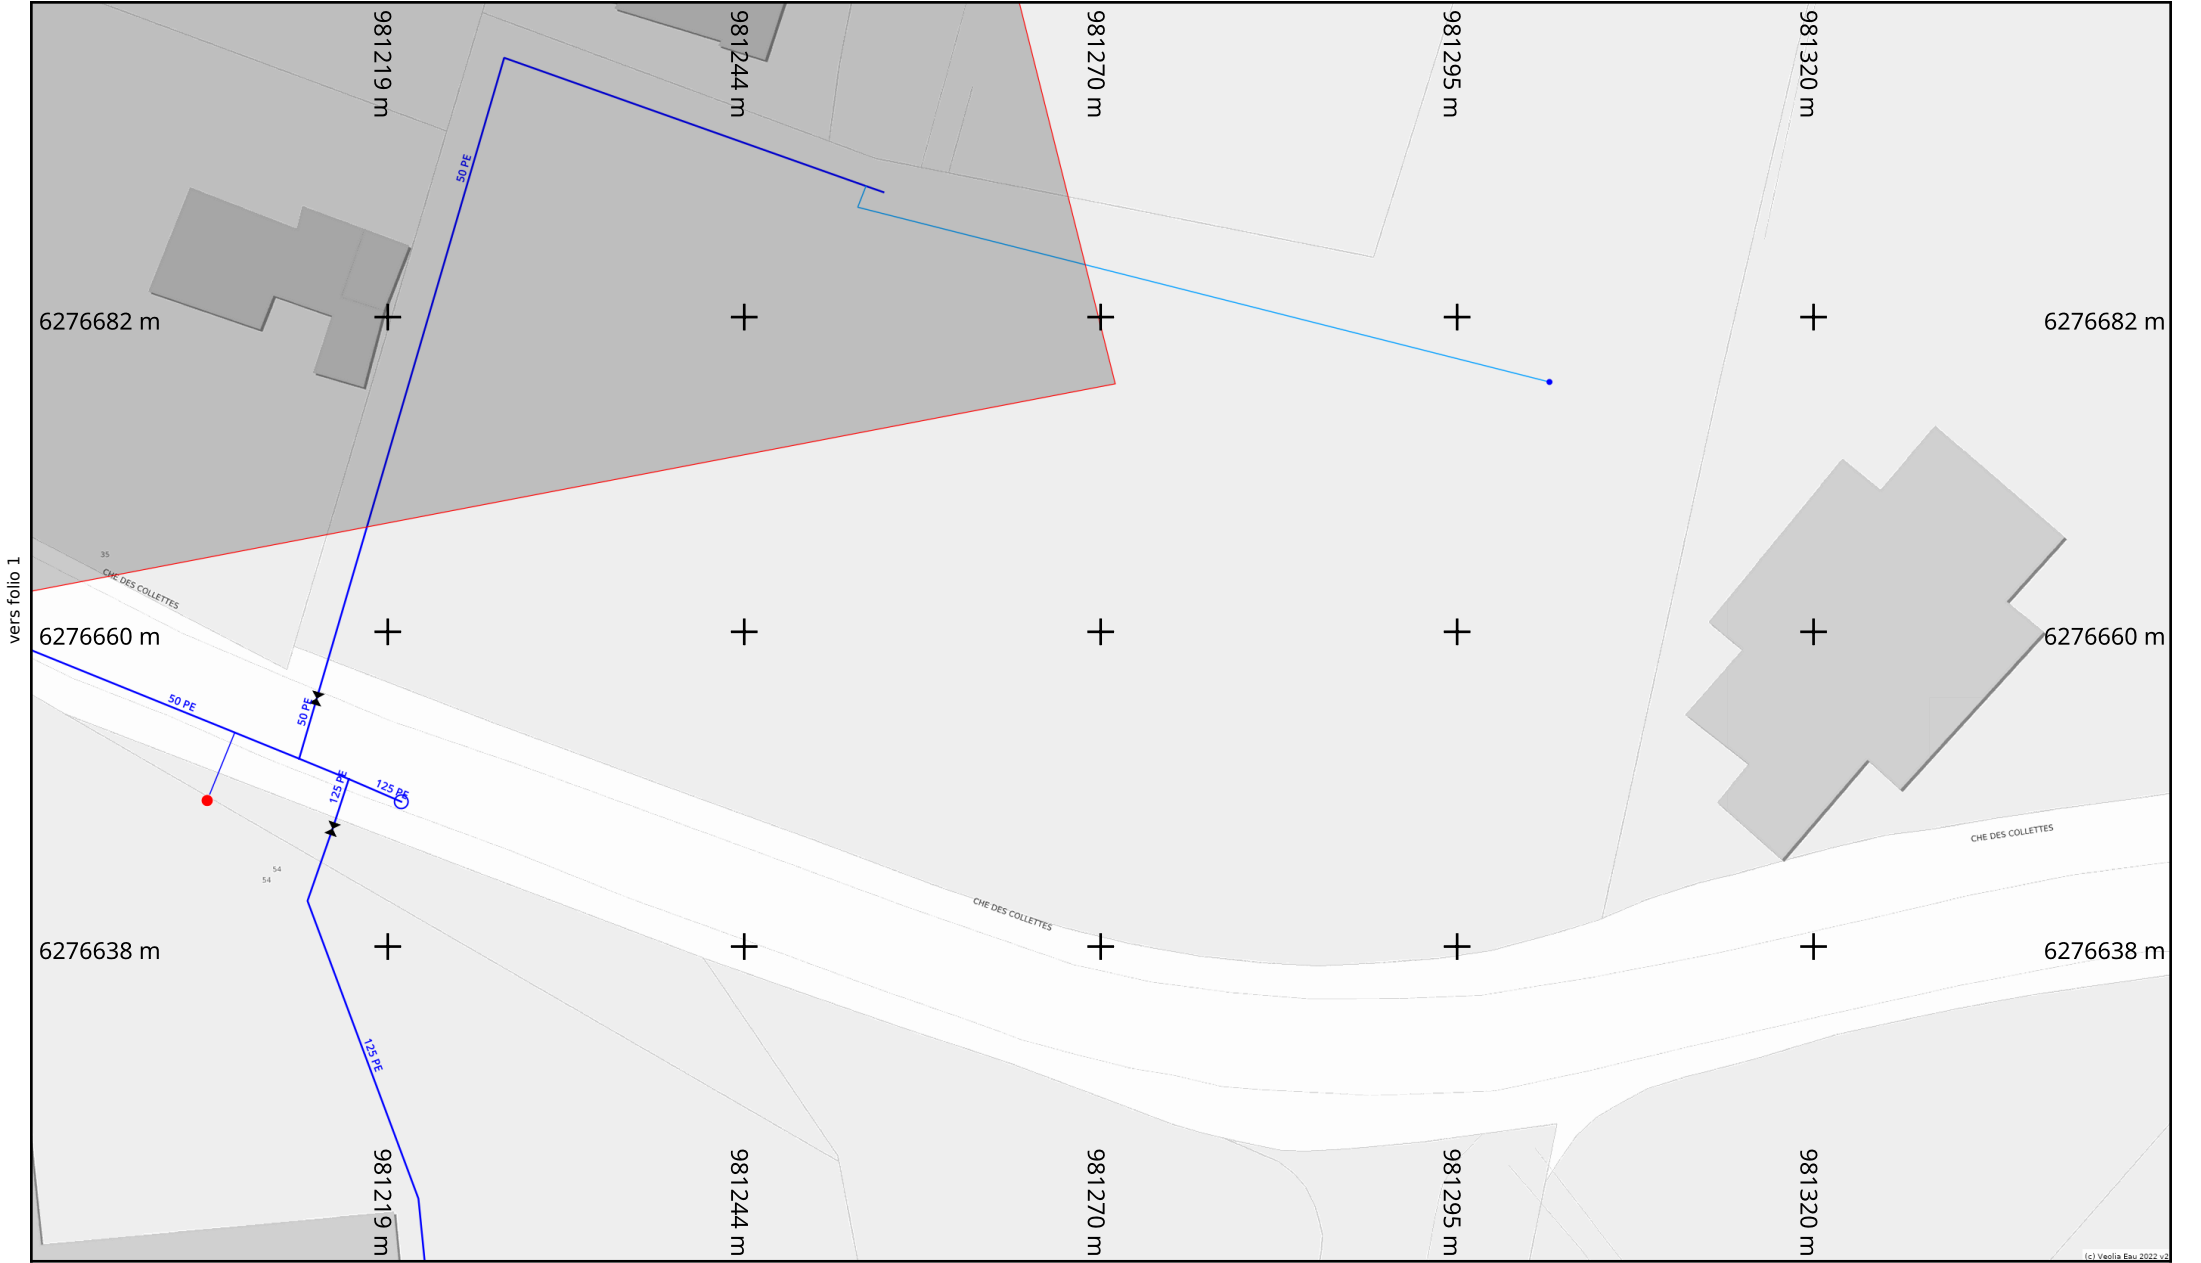 981219 m
981244 m
981270 m
981295 m
981320 m
50 PE
6276682 m
6276682 m
vers folio 1
35
CHE DES COLLETTES
6276660 m
6276660 m
50 PE
50 PE
125 PE
125 PE
CHE DES COLLETTES
54
54
CHE DES COLLETTES
6276638 m
6276638 m
125 PE
981219 m
981244 m
981270 m
981295 m
981320 m
(c) Veolia Eau 2022 v2